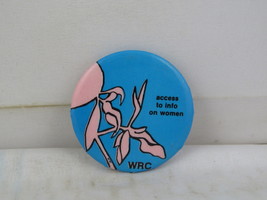 access
to info
on women
WRC